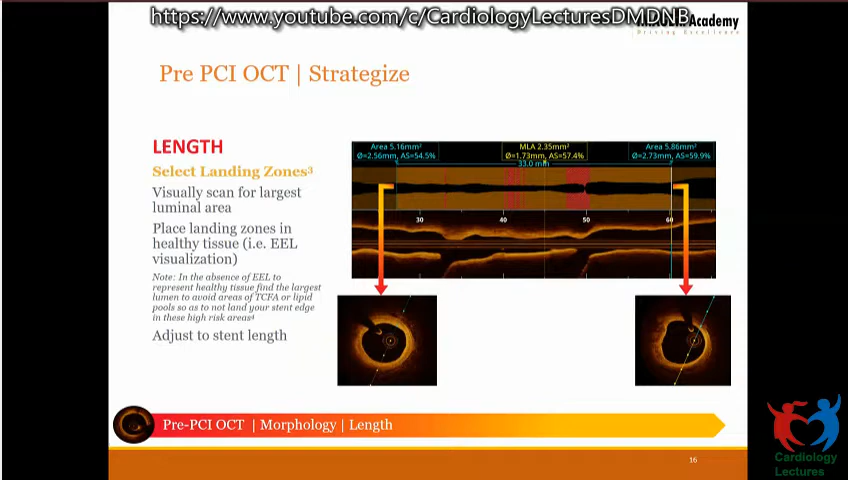 https://www.youtube.com/c/CardiologyLecturesDMDNB
Academy
Driving Excellence
Pre PCI OCT | Strategize
LENGTH
Select Landing Zones³
Visually scan for largest
luminal area
Place landing zones in
healthy tissue (i.e. EEL
visualization)
Note: In the absence of EEL to
represent healthy tissue find the largest
lumen to avoid areas of TCFA or lipid
pools so as to not land your stent edge
in these high risk areas⁴
Adjust to stent length
Area 5.16mm²
Ø=2.56mm, AS=54.5%
MLA 2.35mm²
Ø=1.73mm, AS=57.4%
Area 5.86mm²
Ø=2.73mm, AS=59.9%
33.0 mm
30 40 50 60
Pre-PCI OCT | Morphology | Length
16
Cardiology
Lectures